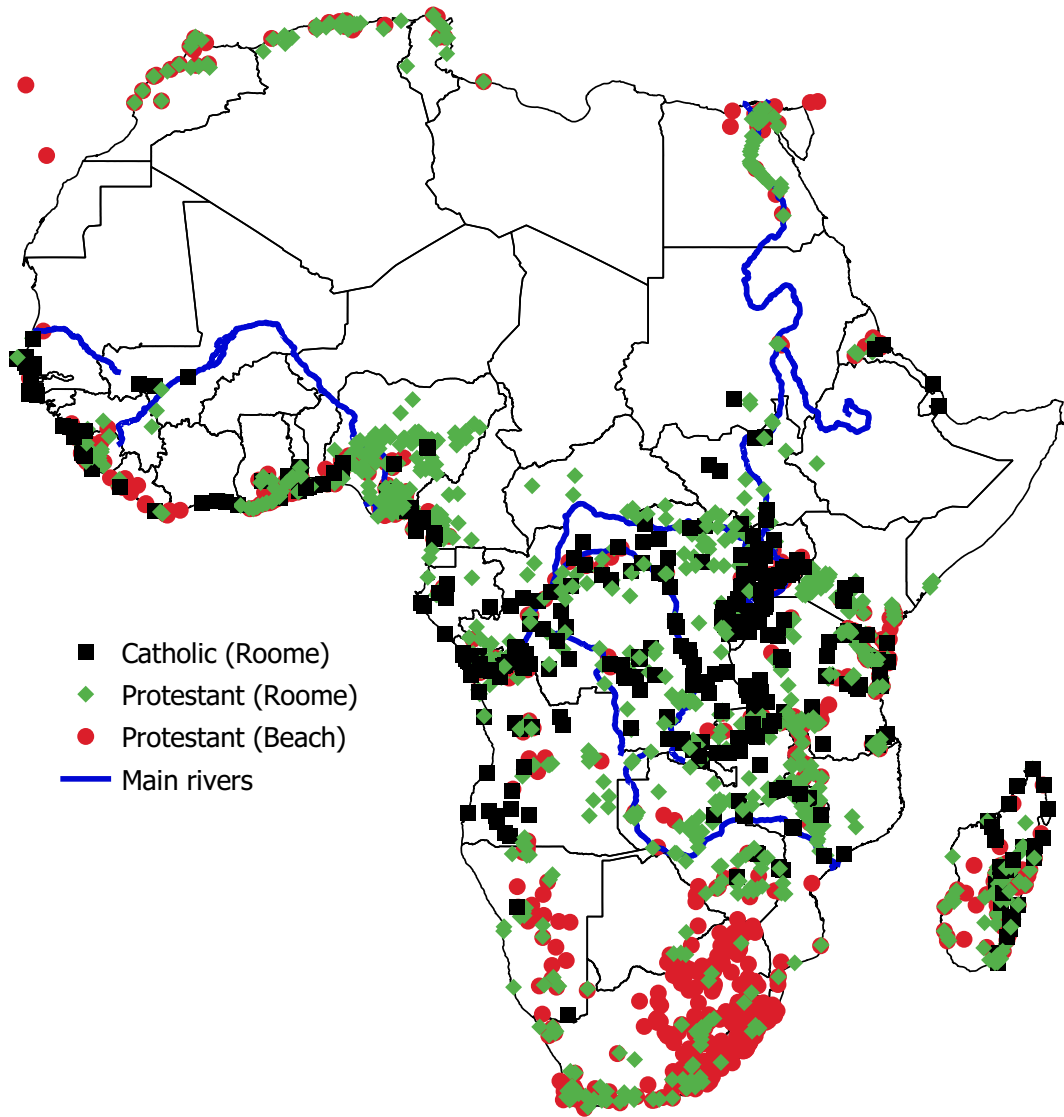 Catholic (Roome)
Protestant (Roome)
Protestant (Beach)
Main rivers